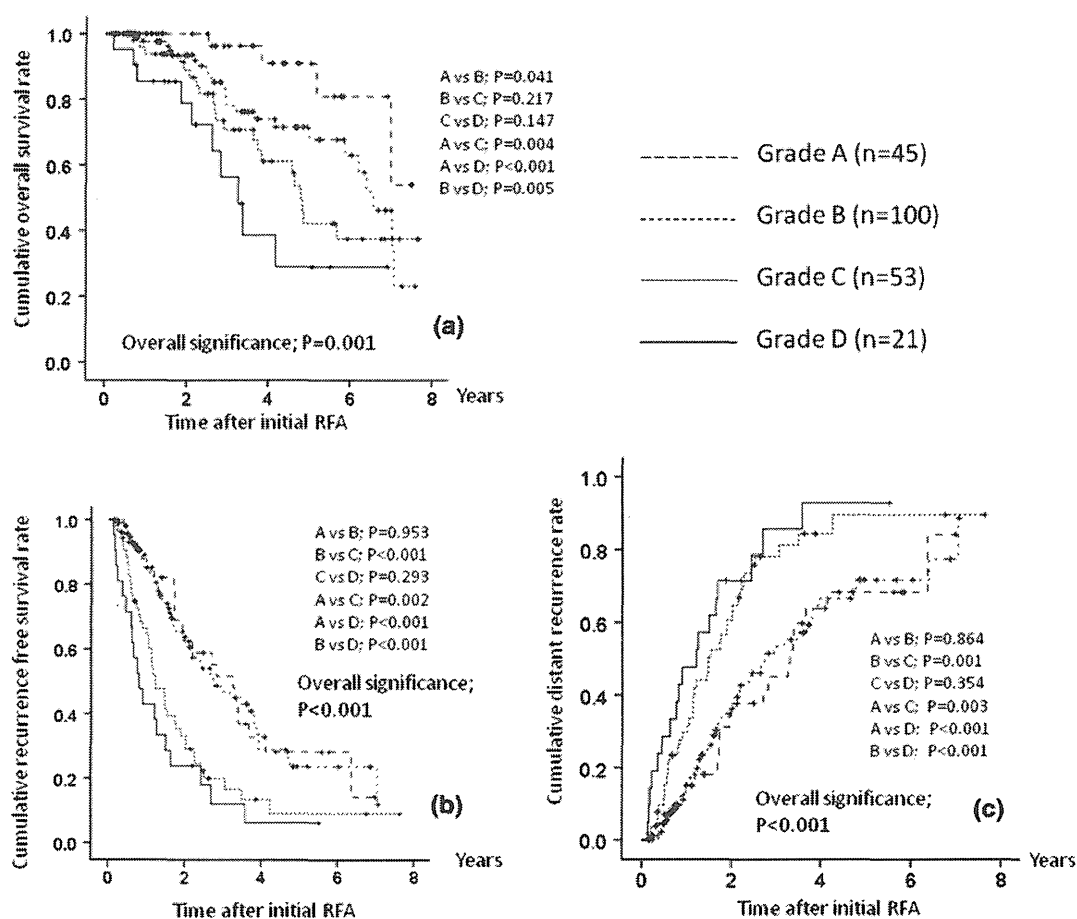 Cumulative overall survival rate
1.0
0.8
0.6
0.4
0.2
0.0
A vs B; P=0.041
B vs C; P=0.217
C vs D; P=0.147
A vs C; P=0.004
A vs D; P<0.001
B vs D; P=0.005
Overall significance; P=0.001
(a)
0 2 4 6 8
Years
Time after initial RFA
Grade A (n=45)
Grade B (n=100)
Grade C (n=53)
Grade D (n=21)
Cumulative recurrence free survival rate
1.0
0.8
0.6
0.4
0.2
0.0
A vs B; P=0.953
B vs C; P<0.001
C vs D; P=0.293
A vs C; P=0.002
A vs D; P<0.001
B vs D; P<0.001
Overall significance;
P<0.001
(b)
0 2 4 6 8
Years
Time after initial RFA
Cumulative distant recurrence rate
1.0
0.8
0.6
0.4
0.2
0.0
A vs B; P=0.864
B vs C; P=0.001
C vs D; P=0.354
A vs C; P=0.003
A vs D; P<0.001
B vs D; P<0.001
Overall significance;
P<0.001
(c)
0 2 4 6 8
Years
Time after initial RFA